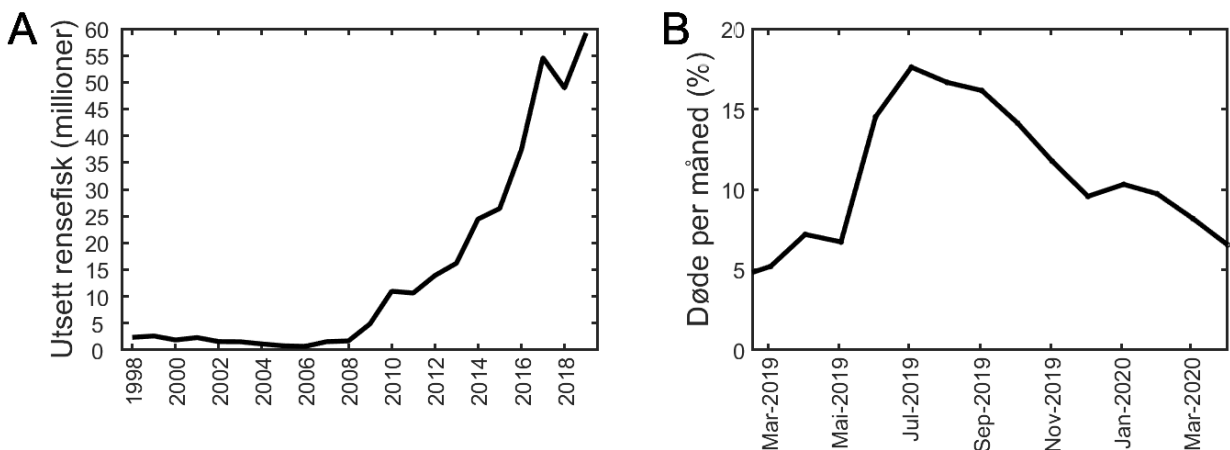 A
Utsett rensefisk (millioner)
60
55
50
45
40
35
30
25
20
15
10
5
0
1998
2000
2002
2004
2006
2008
2010
2012
2014
2016
2018
B
Døde per måned (%)
20
15
10
5
0
Mar-2019
Mai-2019
Jul-2019
Sep-2019
Nov-2019
Jan-2020
Mar-2020